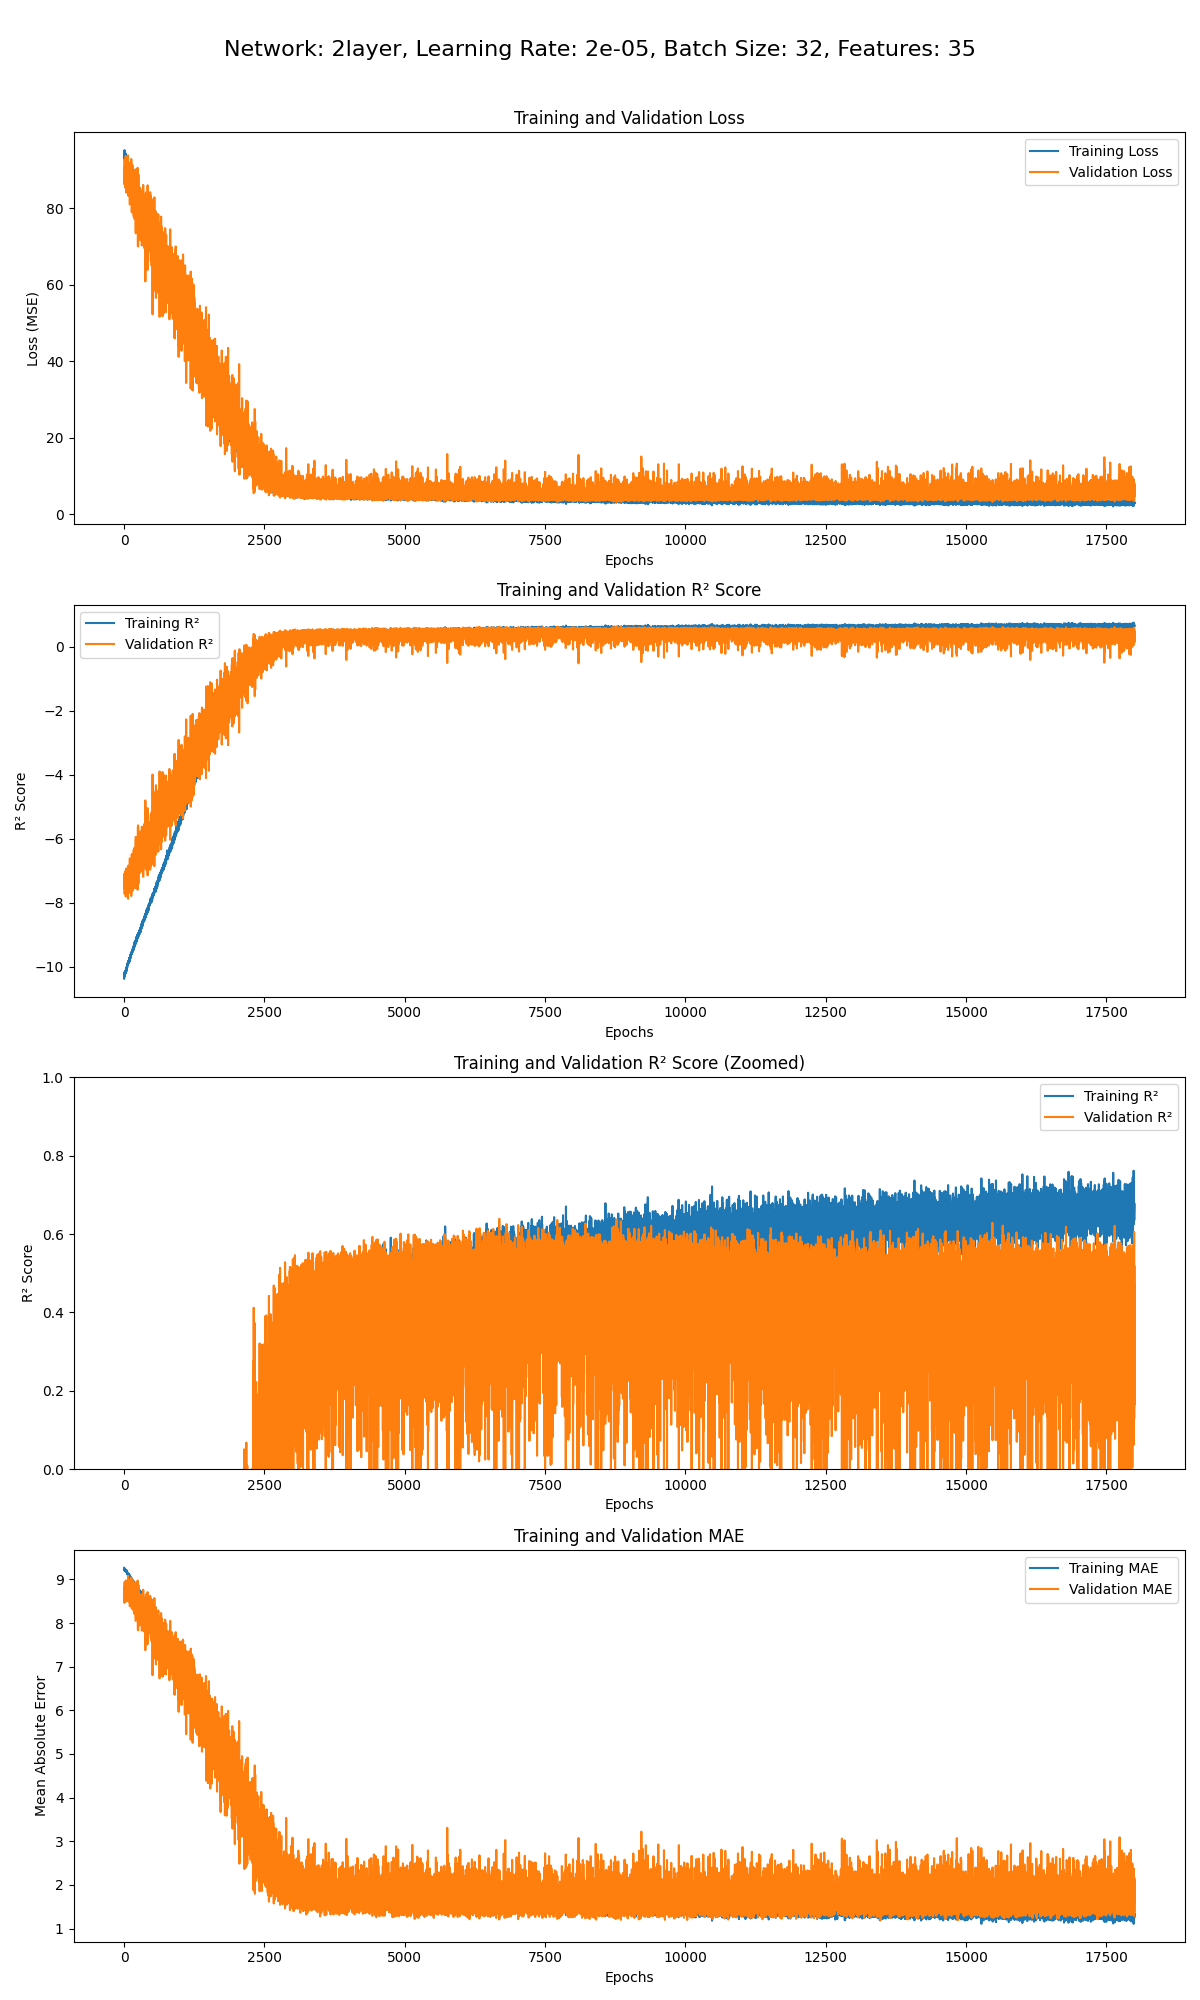 Network: 2layer, Learning Rate: 2e-05, Batch Size: 32, Features: 35
Training and Validation Loss
Training Loss
Validation Loss
80
60
40
20
0
Loss (MSE)
0 2500 5000 7500 10000 12500 15000 17500
Epochs
Training and Validation R² Score
Training R²
Validation R²
0
−2
−4
−6
−8
−10
R² Score
0 2500 5000 7500 10000 12500 15000 17500
Epochs
Training and Validation R² Score (Zoomed)
Training R²
Validation R²
1.0
0.8
0.6
0.4
0.2
0.0
R² Score
0 2500 5000 7500 10000 12500 15000 17500
Epochs
Training and Validation MAE
Training MAE
Validation MAE
9
8
7
6
5
4
3
2
1
Mean Absolute Error
0 2500 5000 7500 10000 12500 15000 17500
Epochs